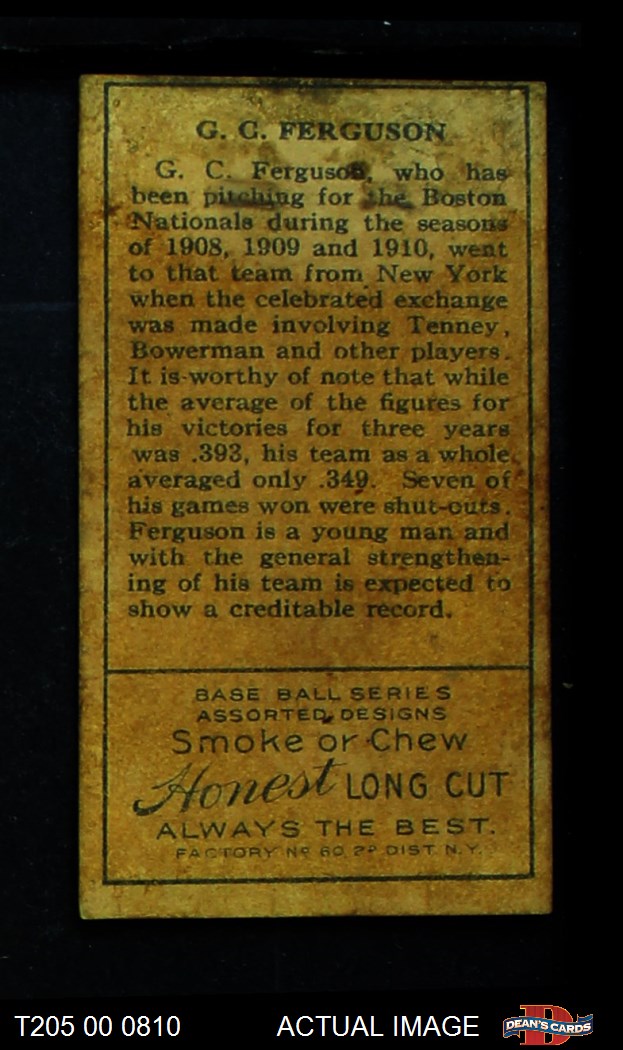 G. C. FERGUSON
G. C. Ferguson, who has
been pitching for the Boston
Nationals during the seasons
of 1908, 1909 and 1910, went
to that team from New York
when the celebrated exchange
was made involving Tenney,
Bowerman and other players.
It is worthy of note that while
the average of the figures for
his victories for three years
was .393, his team as a whole
averaged only .349. Seven of
his games won were shut-outs.
Ferguson is a young man and
with the general strengthen-
ing of his team is expected to
show a creditable record.
BASE BALL SERIES
ASSORTED DESIGNS
Smoke or Chew
Honest LONG CUT
ALWAYS THE BEST.
FACTORY Nº 60 2ᴰ DIST. N.Y.
T205 00 0810 ACTUAL IMAGE D DEAN'S CARDS